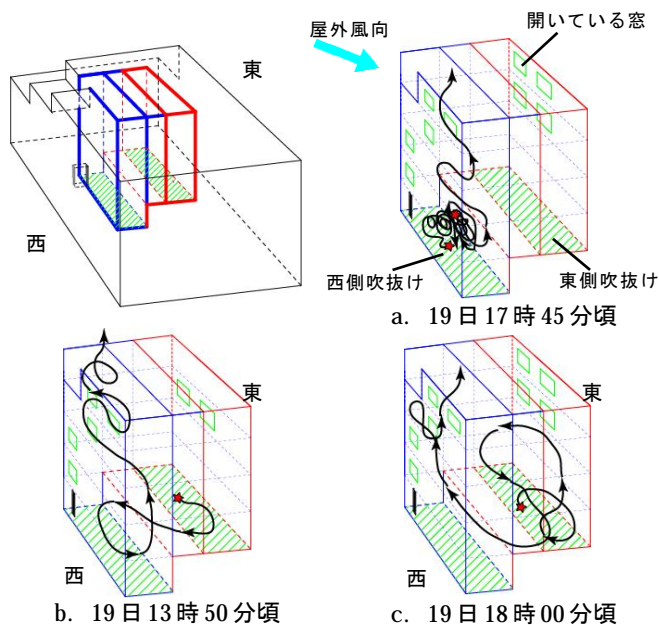 屋外風向
開いている窓
東
西
西側吹抜け
東側吹抜け
a. 19日17時45分頃
東
西
b. 19日13時50分頃
東
西
c. 19日18時00分頃